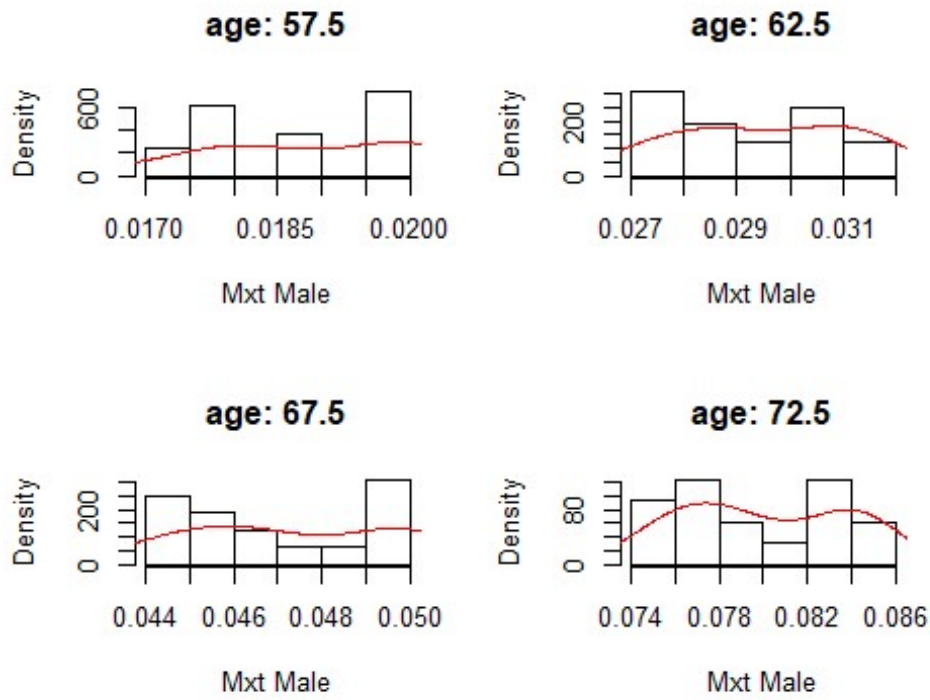 age: 57.5
Density
600
0
0.0170 0.0185 0.0200
Mxt Male
age: 62.5
Density
200
0
0.027 0.029 0.031
Mxt Male
age: 67.5
Density
200
0
0.044 0.046 0.048 0.050
Mxt Male
age: 72.5
Density
80
0
0.074 0.078 0.082 0.086
Mxt Male